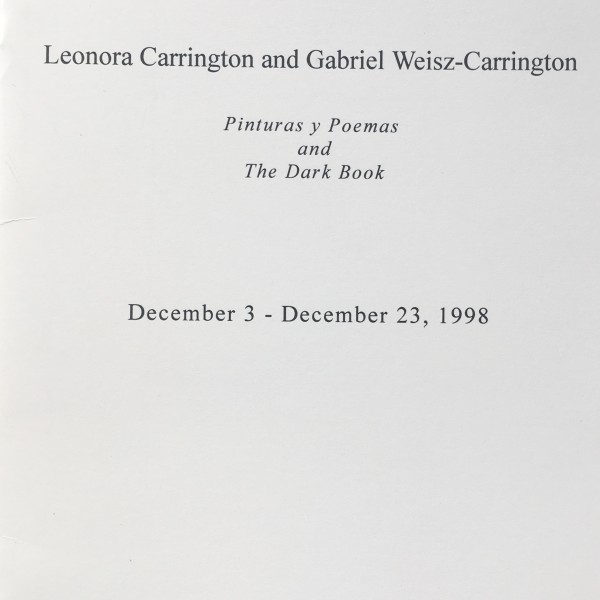 Leonora Carrington and Gabriel Weisz-Carrington
Pinturas y Poemas
and
The Dark Book
December 3 - December 23, 1998